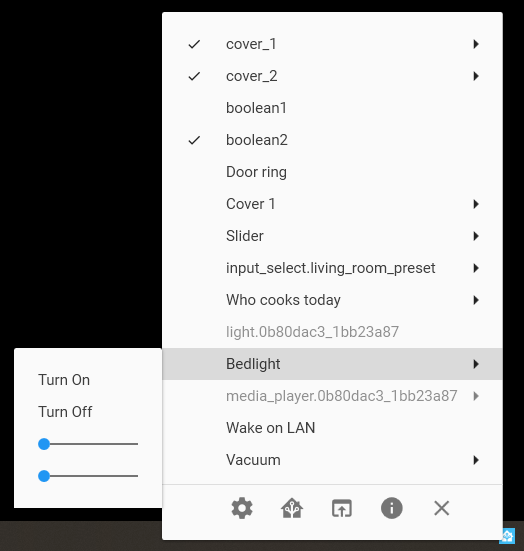 cover_1
cover_2
boolean1
boolean2
Door ring
Cover 1
Slider
input_select.living_room_preset
Who cooks today
light.0b80dac3_1bb23a87
Bedlight
media_player.0b80dac3_1bb23a87
Wake on LAN
Vacuum
Turn On
Turn Off